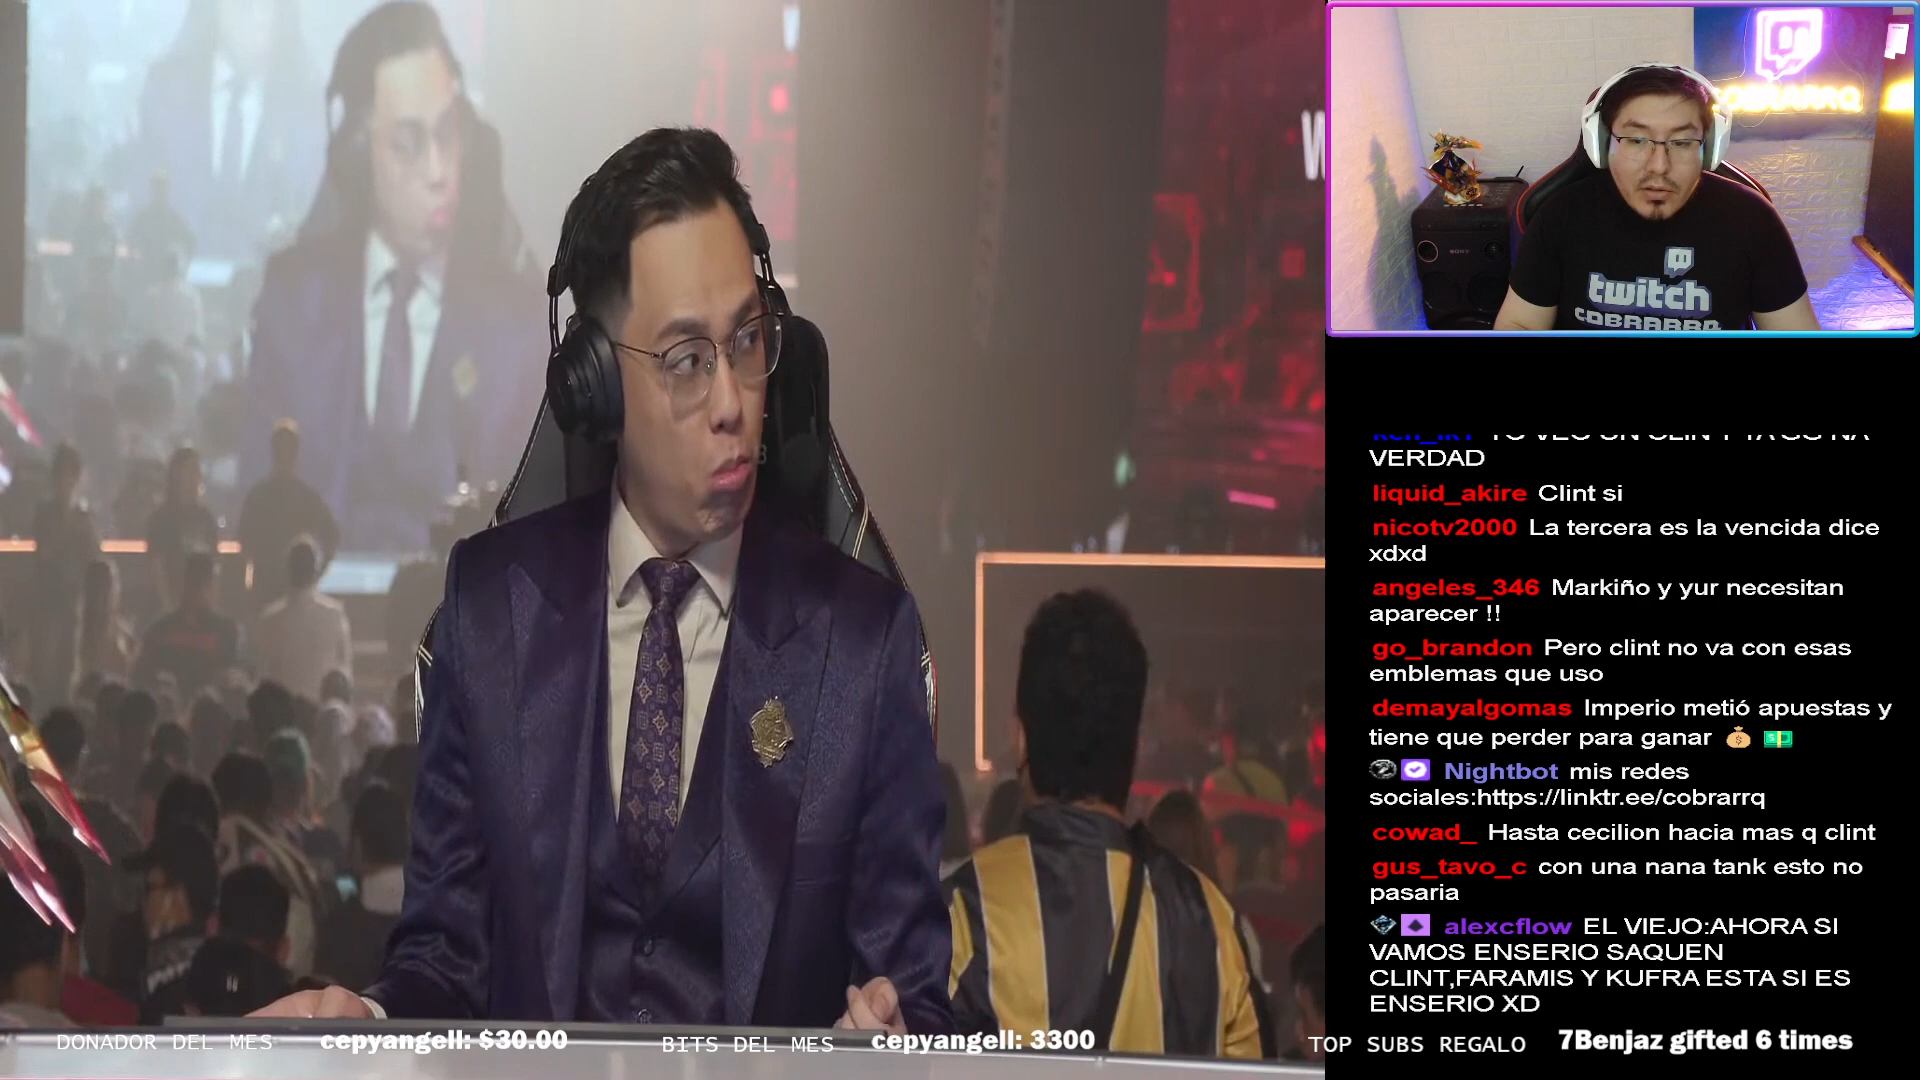 COBRARRQ
SONY
twitch
COBRARRQ
VERDAD
liquid_akire Clint si
nicotv2000 La tercera es la vencida dice
xdxd
angeles_346 Markiño y yur necesitan
aparecer !!
go_brandon Pero clint no va con esas
emblemas que uso
demayalgomas Imperio metió apuestas y
tiene que perder para ganar 💰 💵
Nightbot mis redes
sociales:https://linktr.ee/cobrarrq
cowad_ Hasta cecilion hacia mas q clint
gus_tavo_c con una nana tank esto no
pasaria
alexcflow EL VIEJO:AHORA SI
VAMOS ENSERIO SAQUEN
CLINT,FARAMIS Y KUFRA ESTA SI ES
ENSERIO XD
DONADOR DEL MES cepyangell: $30.00 BITS DEL MES cepyangell: 3300 TOP SUBS REGALO 7Benjaz gifted 6 times